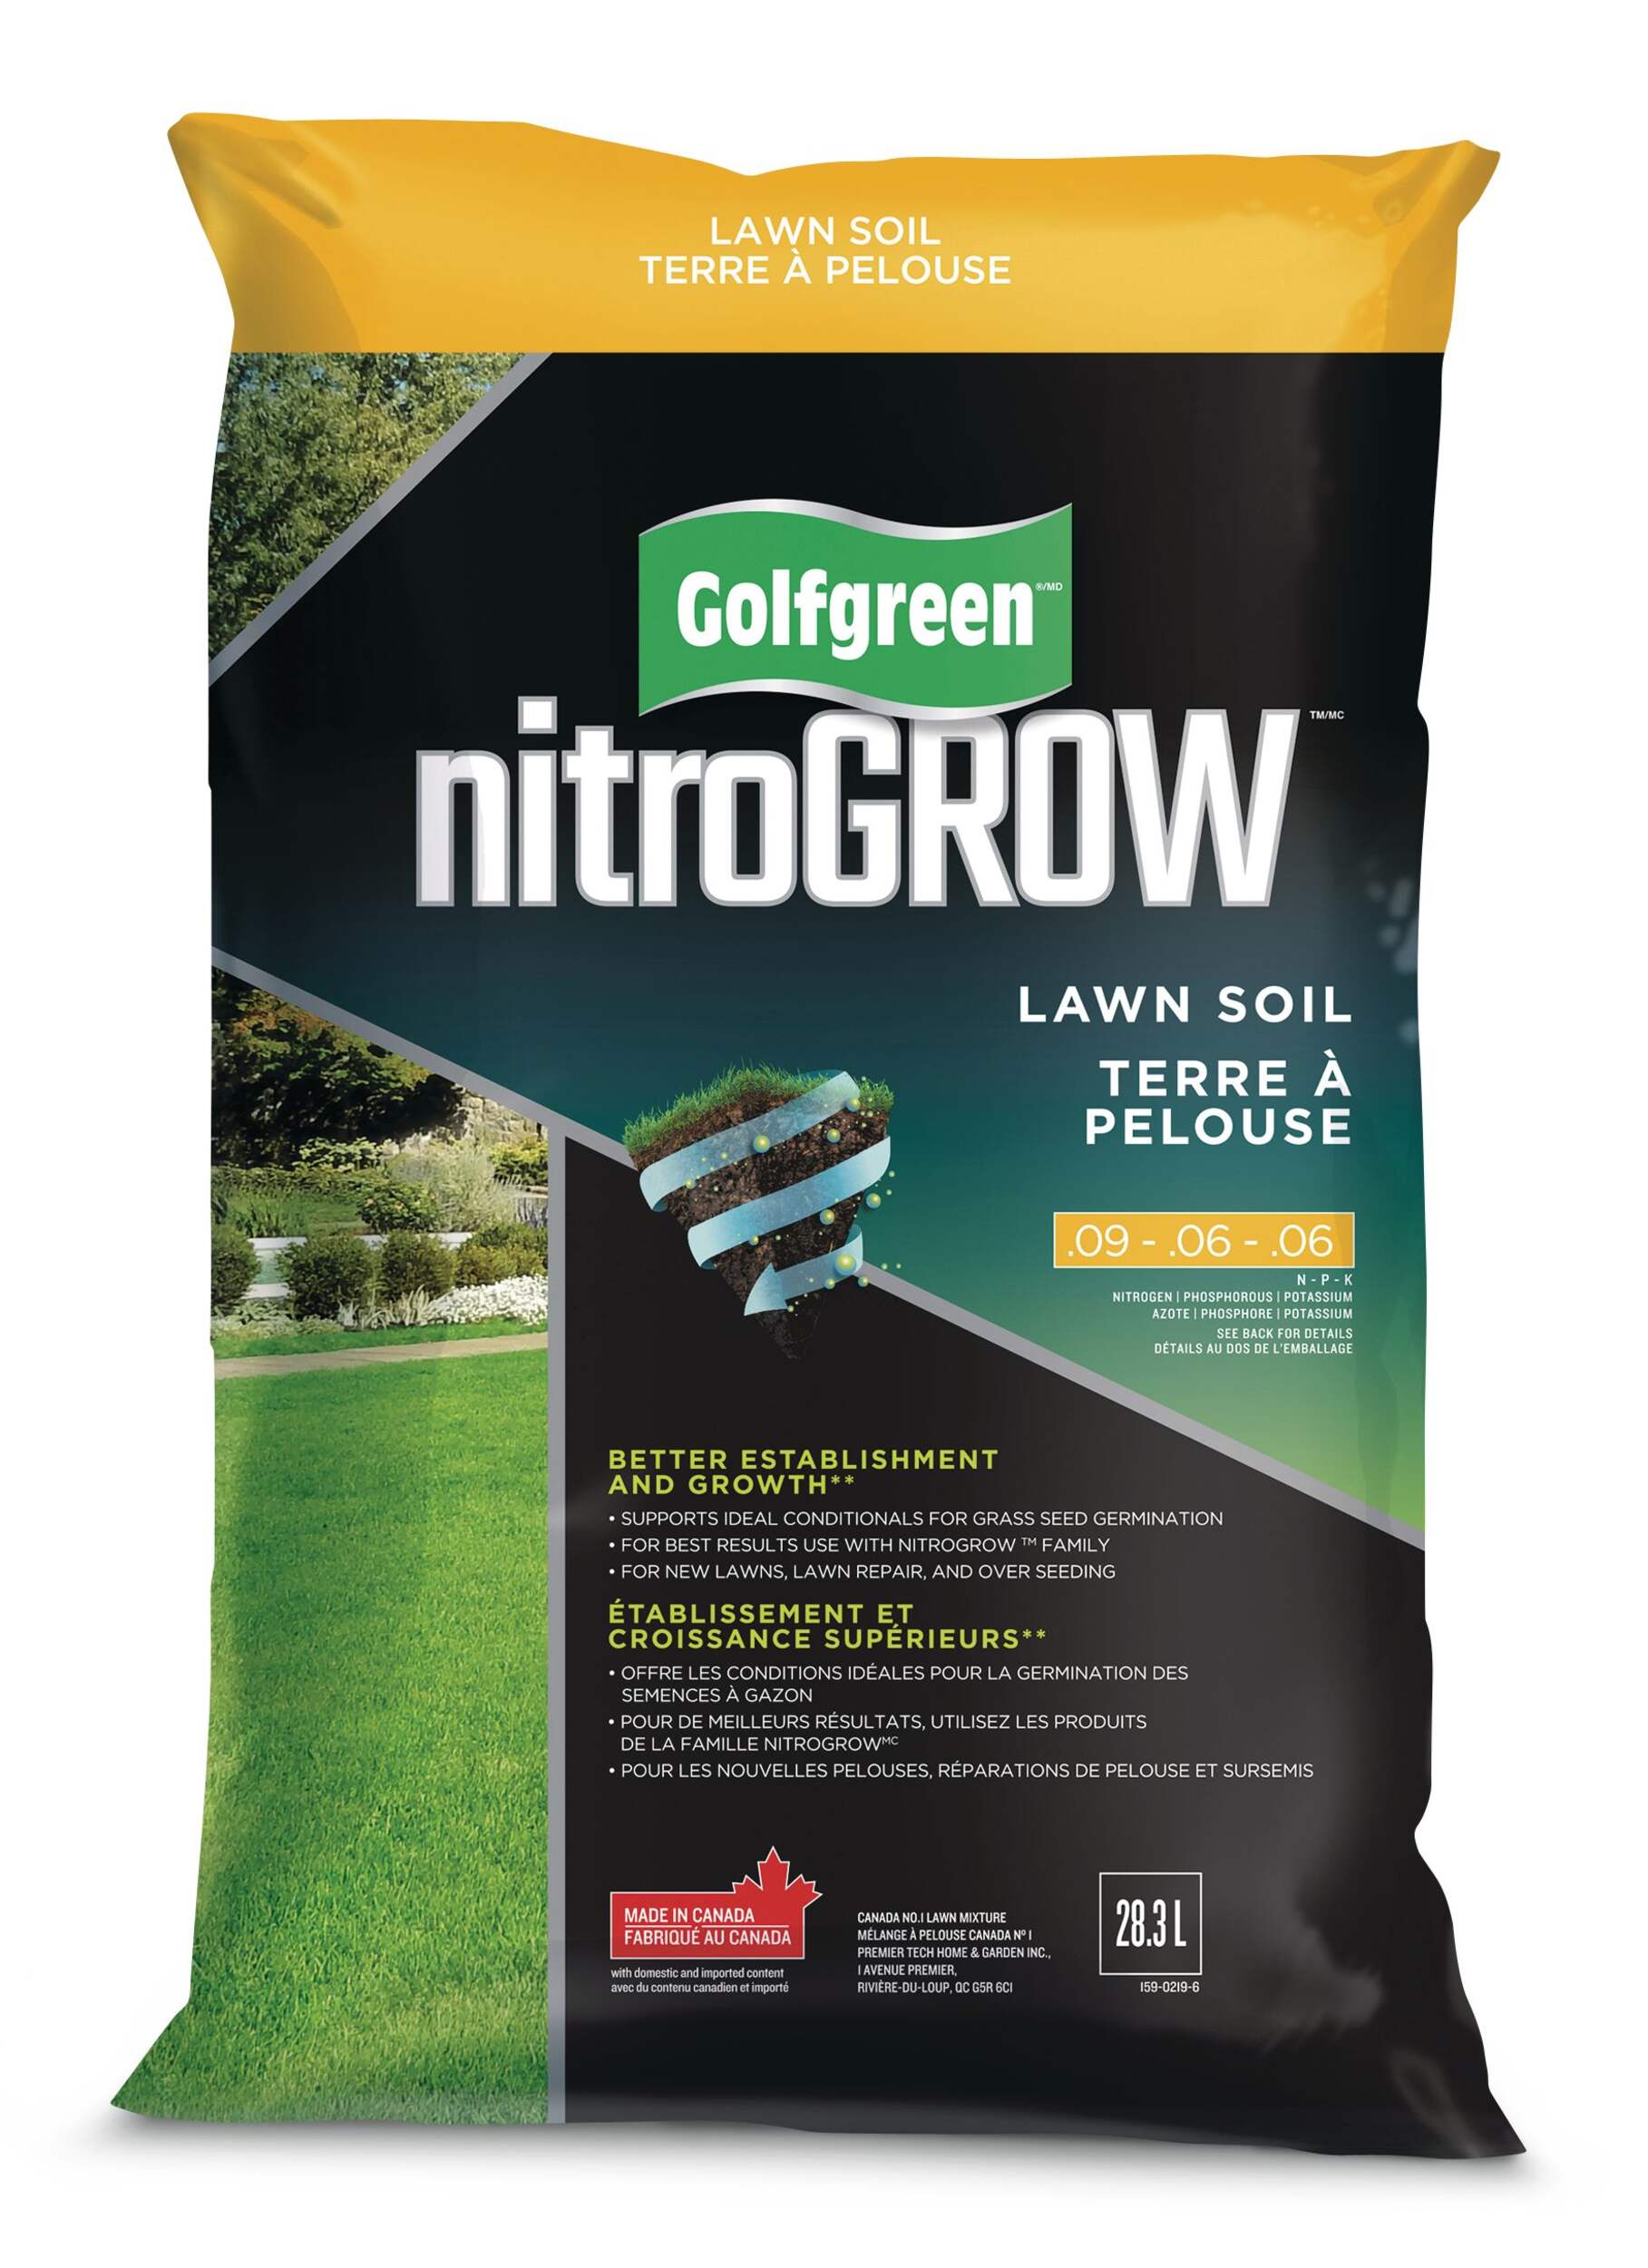 LAWN SOIL
TERRE À PELOUSE
Golfgreen®/MD
nitroGROW™/MC
LAWN SOIL
TERRE À
PELOUSE
.09 - .06 - .06
N - P - K
NITROGEN | PHOSPHOROUS | POTASSIUM
AZOTE | PHOSPHORE | POTASSIUM
SEE BACK FOR DETAILS
DÉTAILS AU DOS DE L'EMBALLAGE
BETTER ESTABLISHMENT
AND GROWTH**
• SUPPORTS IDEAL CONDITIONALS FOR GRASS SEED GERMINATION
• FOR BEST RESULTS USE WITH NITROGROW ™ FAMILY
• FOR NEW LAWNS, LAWN REPAIR, AND OVER SEEDING
ÉTABLISSEMENT ET
CROISSANCE SUPÉRIEURS**
• OFFRE LES CONDITIONS IDÉALES POUR LA GERMINATION DES
SEMENCES À GAZON
• POUR DE MEILLEURS RÉSULTATS, UTILISEZ LES PRODUITS
DE LA FAMILLE NITROGROWMC
• POUR LES NOUVELLES PELOUSES, RÉPARATIONS DE PELOUSE ET SURSEMIS
MADE IN CANADA
FABRIQUÉ AU CANADA
with domestic and imported content
avec du contenu canadien et importé
CANADA NO.1 LAWN MIXTURE
MÉLANGE À PELOUSE CANADA Nº 1
PREMIER TECH HOME & GARDEN INC.,
1 AVENUE PREMIER,
RIVIÈRE-DU-LOUP, QC G5R 6C1
28.3 L
159-0219-6